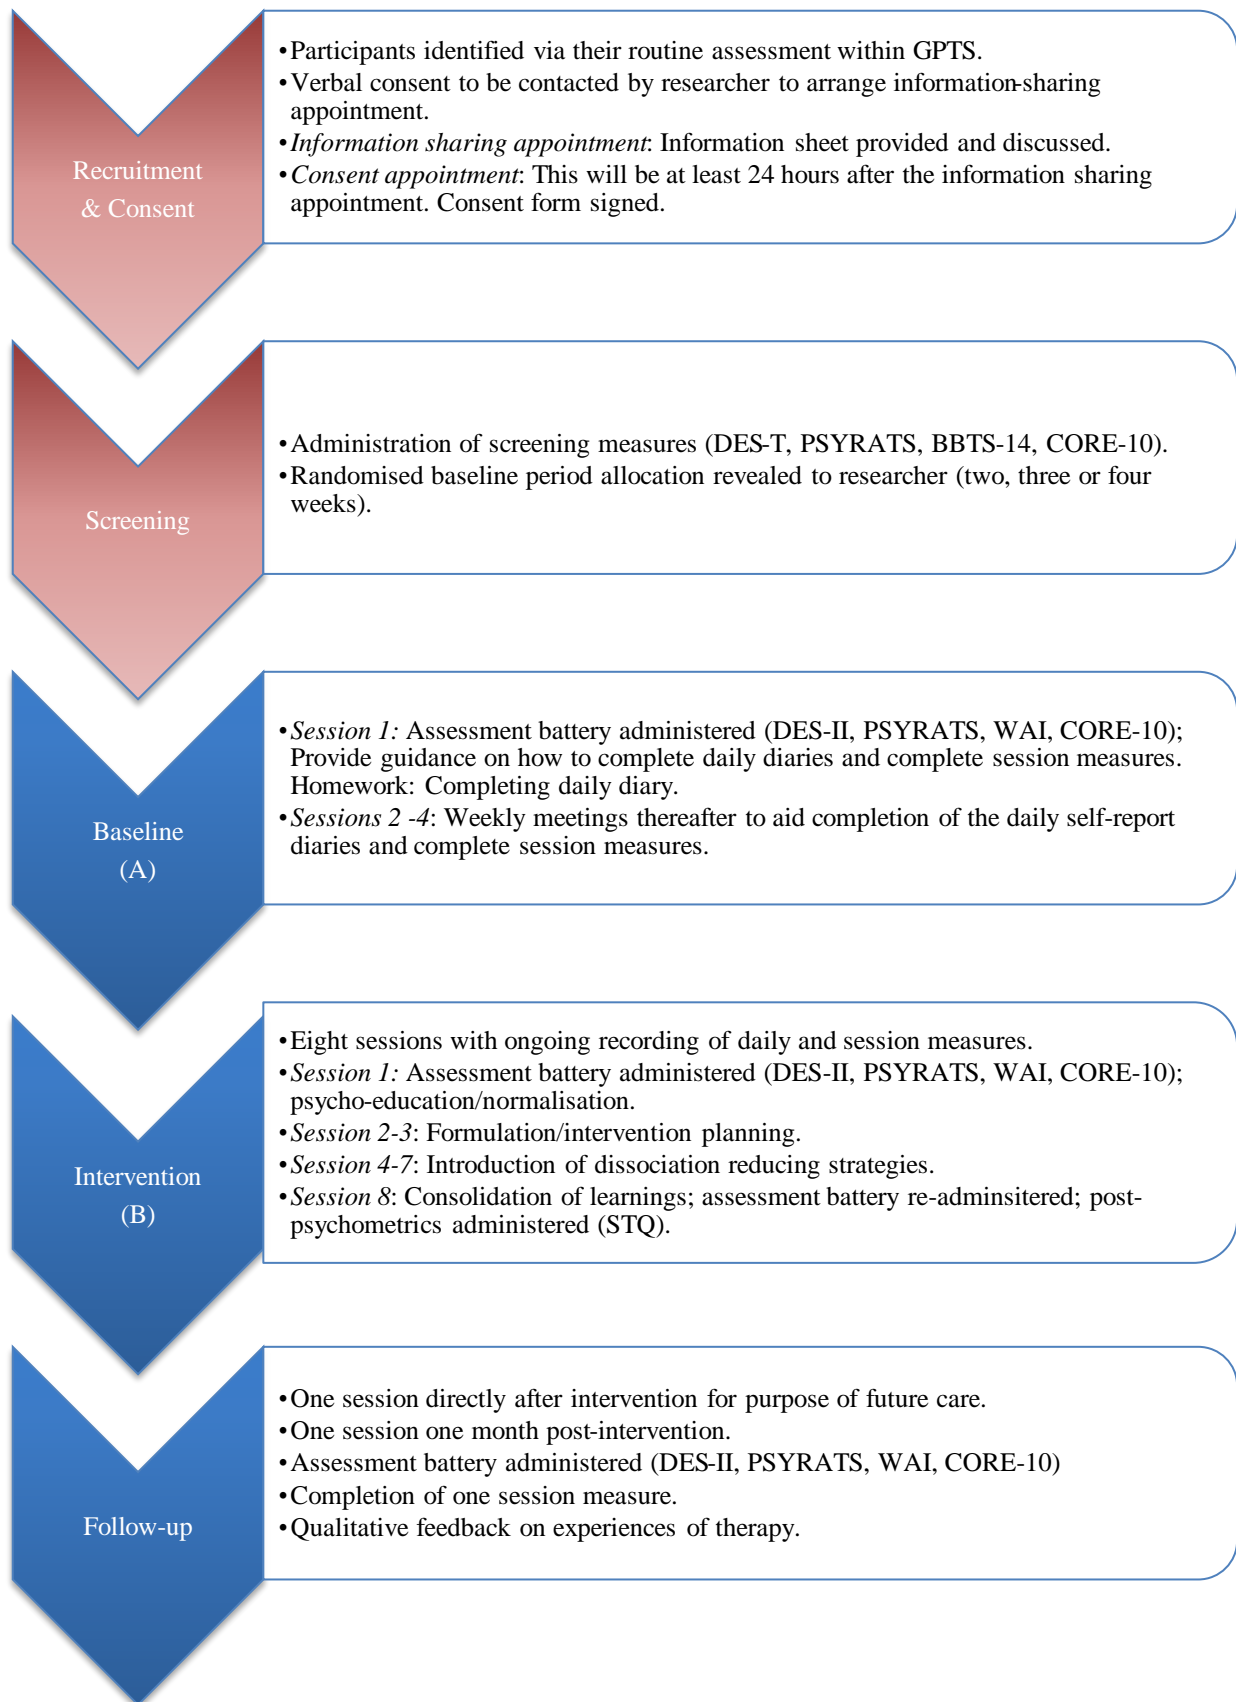 Recruitment
& Consent
•Participants identified via their routine assessment within GPTS.
•Verbal consent to be contacted by researcher to arrange information-sharing
appointment.
•Information sharing appointment: Information sheet provided and discussed.
•Consent appointment: This will be at least 24 hours after the information sharing
appointment. Consent form signed.
Screening
•Administration of screening measures (DES-T, PSYRATS, BBTS-14, CORE-10).
•Randomised baseline period allocation revealed to researcher (two, three or four
weeks).
Baseline
(A)
•Session 1: Assessment battery administered (DES-II, PSYRATS, WAI, CORE-10);
Provide guidance on how to complete daily diaries and complete session measures.
Homework: Completing daily diary.
•Sessions 2 -4: Weekly meetings thereafter to aid completion of the daily self-report
diaries and complete session measures.
Intervention
(B)
•Eight sessions with ongoing recording of daily and session measures.
•Session 1: Assessment battery administered (DES-II, PSYRATS, WAI, CORE-10);
psycho-education/normalisation.
•Session 2-3: Formulation/intervention planning.
•Session 4-7: Introduction of dissociation reducing strategies.
•Session 8: Consolidation of learnings; assessment battery re-adminsitered; post-
psychometrics administered (STQ).
Follow-up
•One session directly after intervention for purpose of future care.
•One session one month post-intervention.
•Assessment battery administered (DES-II, PSYRATS, WAI, CORE-10)
•Completion of one session measure.
•Qualitative feedback on experiences of therapy.